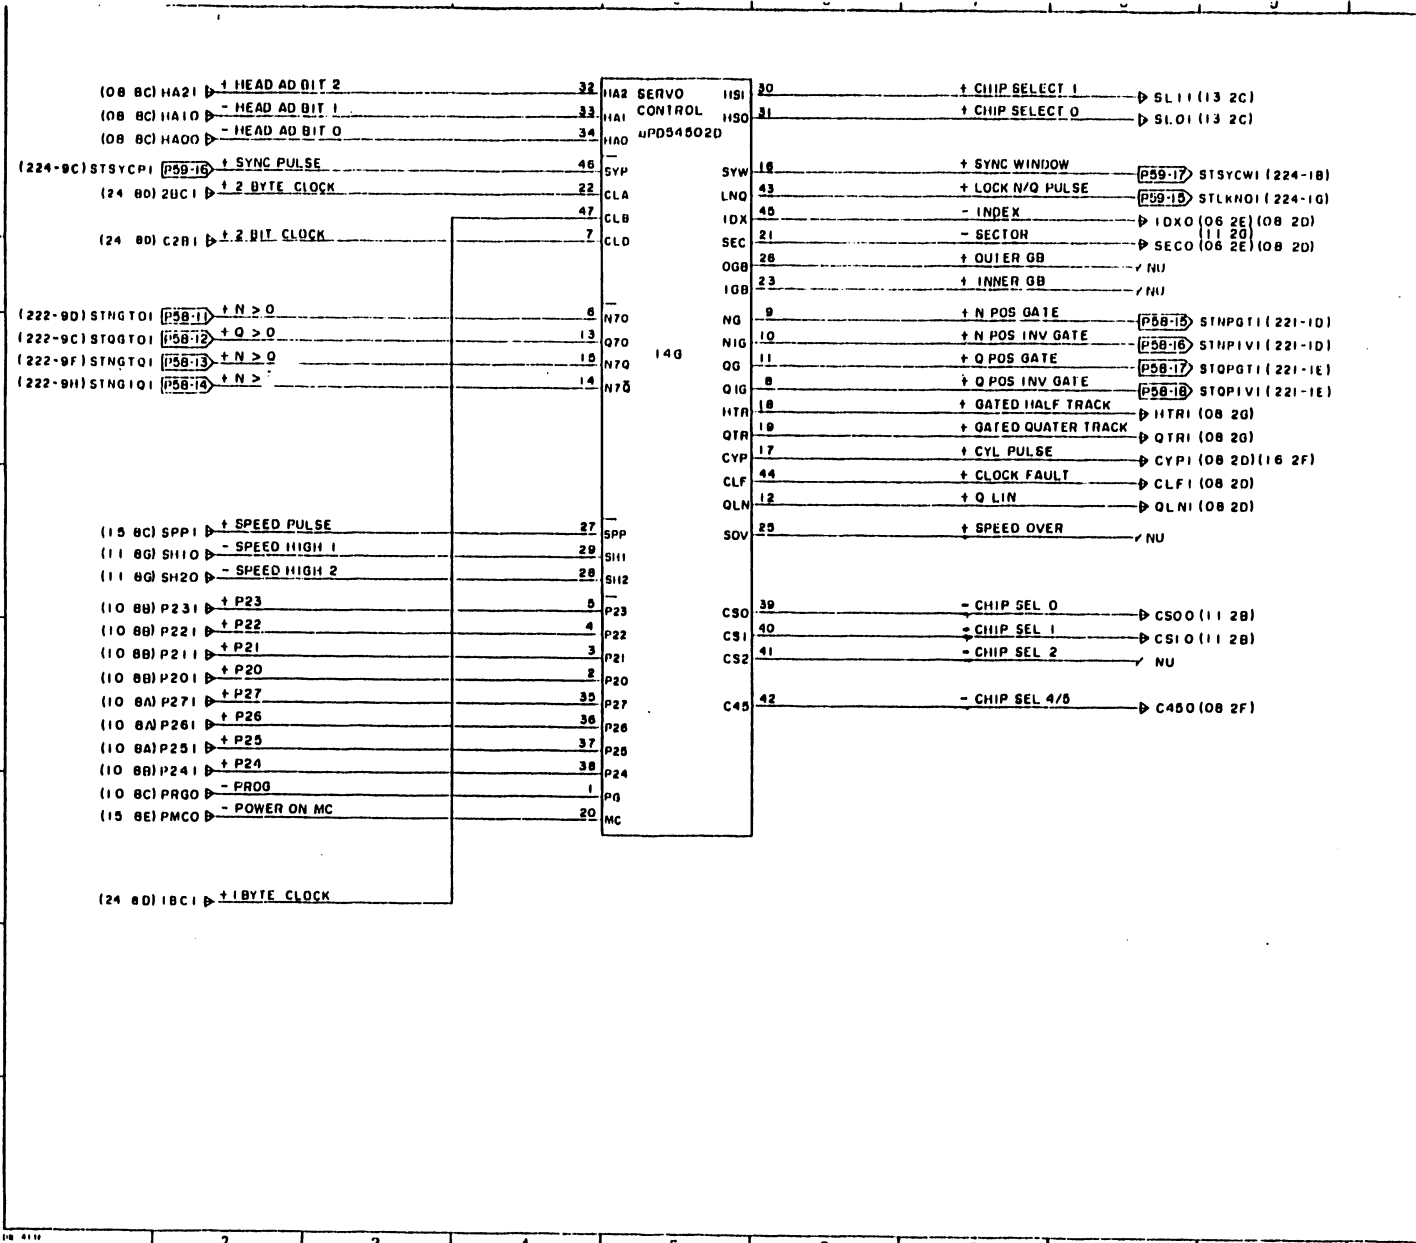 (08 8C) HA21 + HEAD AD BIT 2 32 HA2 SERVO HS1 30 + CHIP SELECT 1 SL11 (13 2C)
(08 8C) HA10 - HEAD AD BIT 1 33 HA1 CONTROL HS0 31 + CHIP SELECT 0 SL01 (13 2C)
(08 8C) HA00 - HEAD AD BIT 0 34 HA0 uPD54502D
(224-9C) STSYCP1 P59-16 + SYNC PULSE 46 SYP SYW 16 + SYNC WINDOW P59-17 STSYCW1 (224-1B)
(24 8D) 2BC1 + 2 BYTE CLOCK 22 CLA LNQ 43 + LOCK N/Q PULSE P59-15 STLKNO1 (224-1G)
47 CLB IDX 45 - INDEX IDX0 (06 2E) (08 2D)
(11 2G)
(24 8D) C2B1 + 2 BIT CLOCK 7 CLD SEC 21 - SECTOR SEC0 (06 2E) (08 2D)
OGB 26 + OUTER GB NU
IGB 23 + INNER GB NU
(222-9D) STNGT01 P58-11 + N > 0 6 N70 NG 9 + N POS GATE P58-15 STNPGT1 (221-1D)
(222-9C) STQGT01 P58-12 + Q > 0 13 Q70 NIG 10 + N POS INV GATE P58-16 STNPIV1 (221-1D)
(222-9F) STNGTQ1 P58-13 + N > Q 15 N7Q 14G QG 11 + Q POS GATE P58-17 STQPGT1 (221-1E)
(222-9H) STNG1Q1 P58-14 + N > 14 N7Q̄ QIG 8 + Q POS INV GATE P58-18 STQPIV1 (221-1E)
HTR 18 + GATED HALF TRACK HTR1 (08 2G)
QTR 19 + GATED QUATER TRACK QTR1 (08 2G)
CYP 17 + CYL PULSE CYP1 (08 2D) (16 2F)
CLF 44 + CLOCK FAULT CLF1 (08 2D)
QLN 12 + Q LIN QLN1 (08 2D)
(15 8C) SPP1 + SPEED PULSE 27 SPP SOV 25 + SPEED OVER NU
(11 8G) SH10 - SPEED HIGH 1 29 SH1
(11 8G) SH20 - SPEED HIGH 2 28 SH2
(10 8B) P231 + P23 5 P23 CS0 39 - CHIP SEL 0 CS00 (11 2B)
(10 8B) P221 + P22 4 P22 CS1 40 - CHIP SEL 1 CS10 (11 2B)
(10 8B) P211 + P21 3 P21 CS2 41 - CHIP SEL 2 NU
(10 8B) P201 + P20 2 P20
(10 8A) P271 + P27 35 P27 C45 42 - CHIP SEL 4/5 C450 (08 2F)
(10 8A) P261 + P26 36 P26
(10 8A) P251 + P25 37 P25
(10 8B) P241 + P24 38 P24
(10 8C) PRG0 - PROG 1 PG
(15 8E) PMC0 - POWER ON MC 20 MC
(24 8D) 1BC1 + 1 BYTE CLOCK